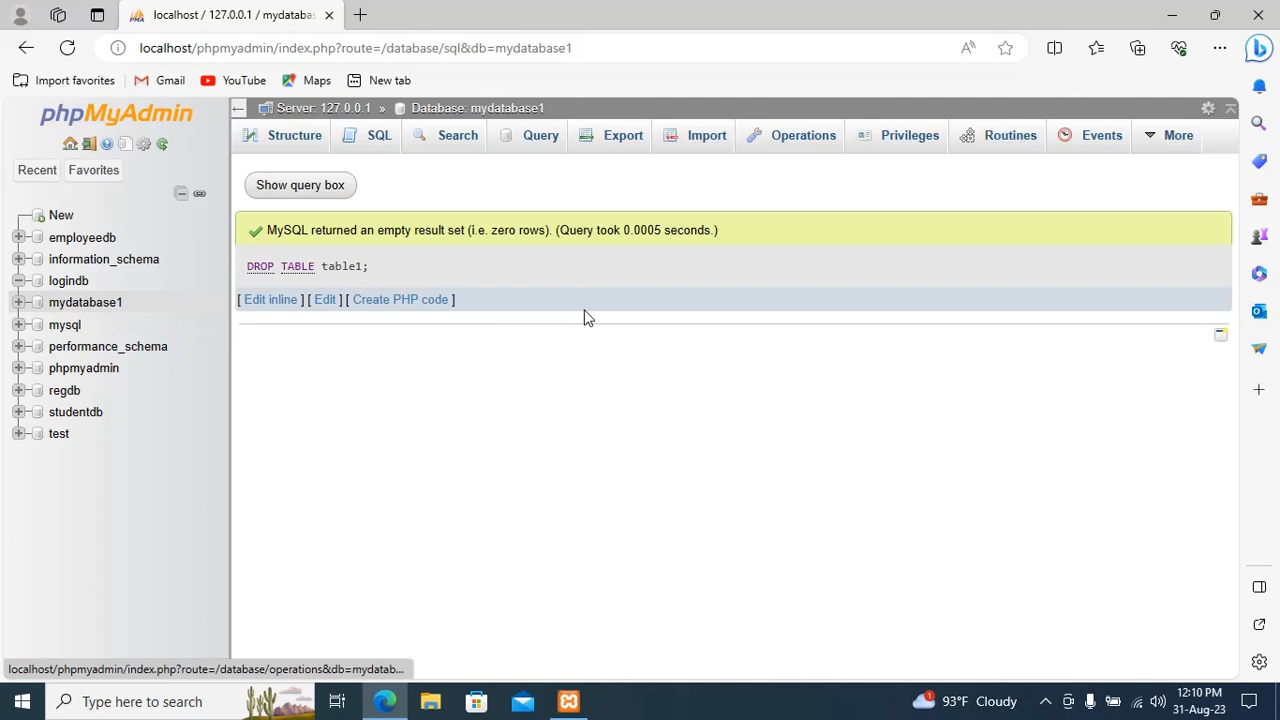 localhost / 127.0.0.1 / mydatabas
localhost/phpmyadmin/index.php?route=/database/sql&db=mydatabase1
Import favorites
Gmail
YouTube
Maps
New tab
phpMyAdmin
Recent
Favorites
New
employeedb
information_schema
logindb
mydatabase1
mysql
performance_schema
phpmyadmin
regdb
studentdb
test
Server: 127.0.0.1 » Database: mydatabase1
Structure
SQL
Search
Query
Export
Import
Operations
Privileges
Routines
Events
More
Show query box
MySQL returned an empty result set (i.e. zero rows). (Query took 0.0005 seconds.)
DROP TABLE table1;
[ Edit inline ] [ Edit ] [ Create PHP code ]
localhost/phpmyadmin/index.php?route=/database/operations&db=mydatab...
Type here to search
1
93°F Cloudy
12:10 PM
31-Aug-23